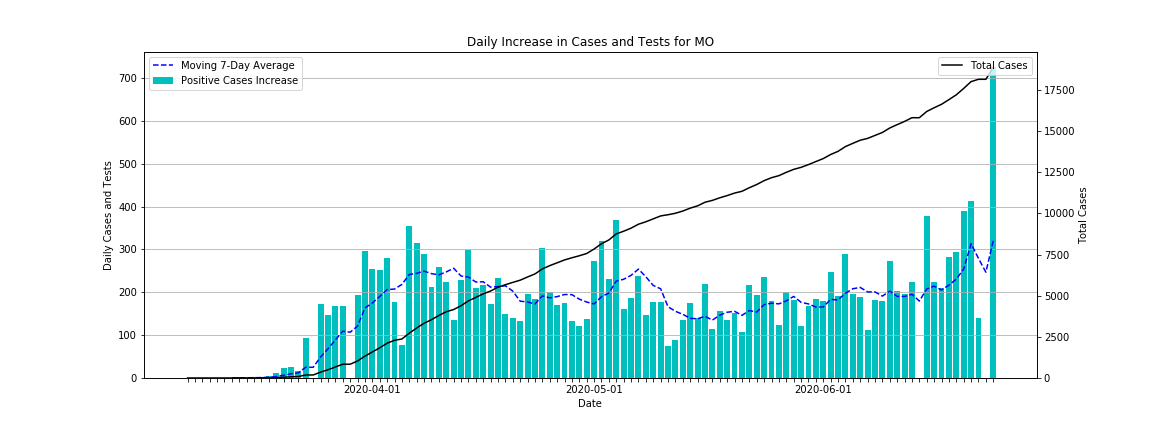 Daily Increase in Cases and Tests for MO
Moving 7-Day Average
Positive Cases Increase
Total Cases
Daily Cases and Tests
700
600
500
400
300
200
100
0
17500
15000
12500
10000
7500
5000
2500
0
Total Cases
2020-04-01
2020-05-01
2020-06-01
Date